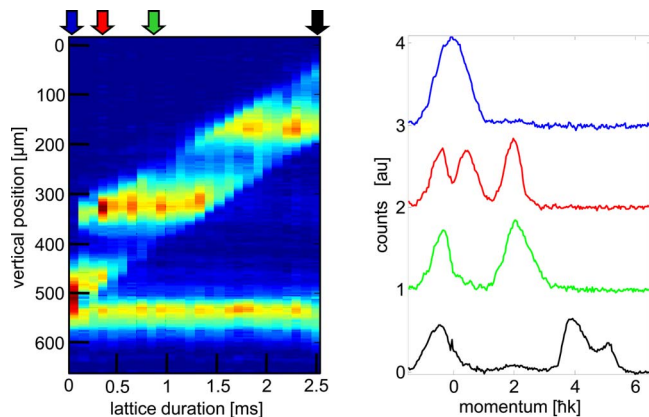 0
100
200
300
400
500
600
vertical position [μm]
0 0.5 1 1.5 2 2.5
lattice duration [ms]
4
3
2
1
0
counts [au]
0 2 4 6
momentum [ħk]